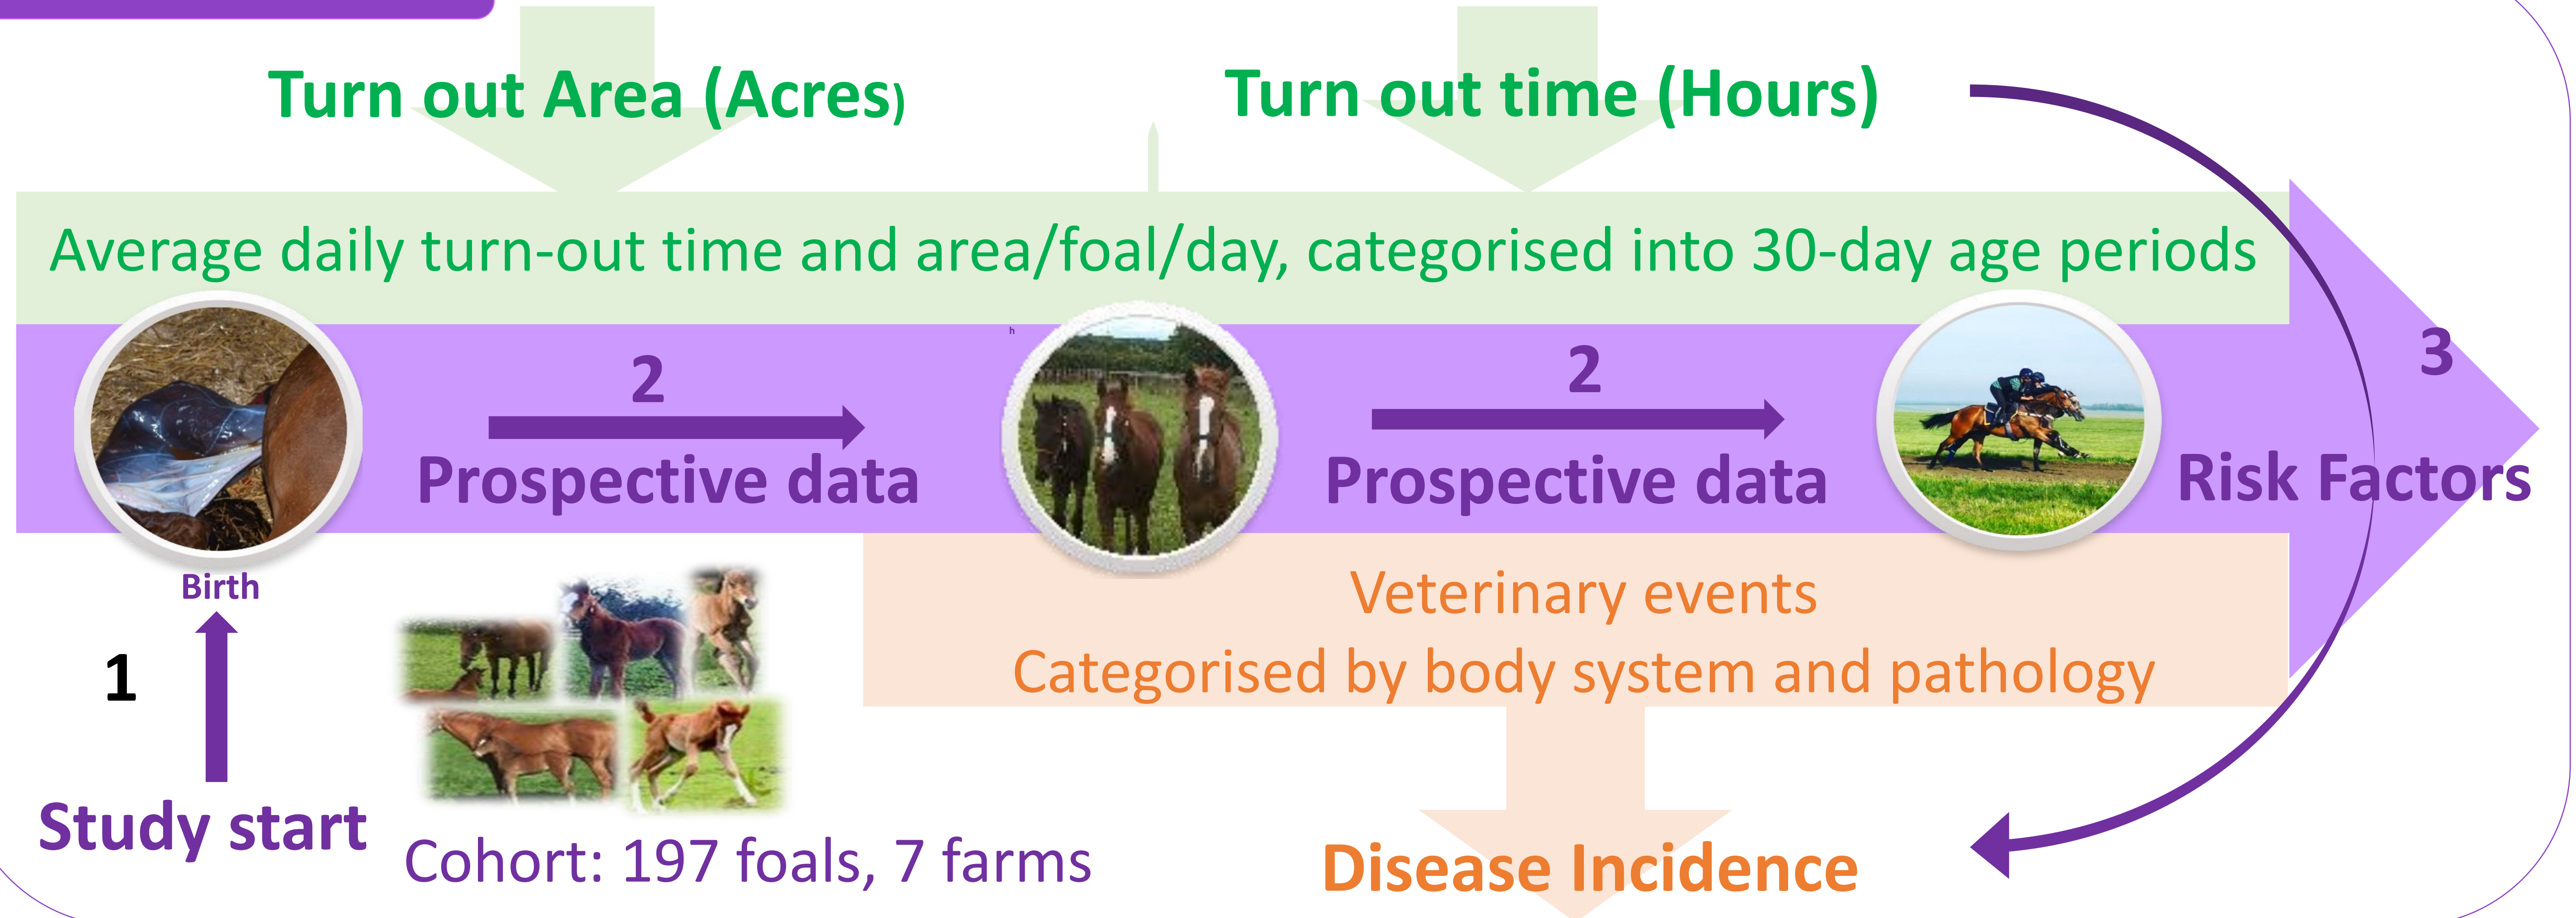 Turn out Area (Acres)
Turn out time (Hours)
Average daily turn-out time and area/foal/day, categorised into 30-day age periods
h
2
2
3
Prospective data
Prospective data
Risk Factors
Birth
Veterinary events
Categorised by body system and pathology
1
Study start
Cohort: 197 foals, 7 farms
Disease Incidence